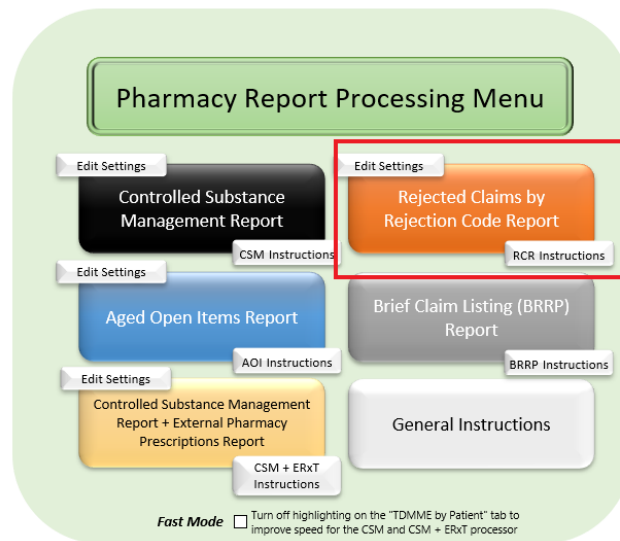 Pharmacy Report Processing Menu
Edit Settings
Controlled Substance
Management Report
CSM Instructions
Edit Settings
Rejected Claims by
Rejection Code Report
RCR Instructions
Edit Settings
Aged Open Items Report
AOI Instructions
Brief Claim Listing (BRRP)
Report
BRRP Instructions
Edit Settings
Controlled Substance Management
Report + External Pharmacy
Prescriptions Report
CSM + ERxT
Instructions
General Instructions
Fast Mode
Turn off highlighting on the "TDMME by Patient" tab to
improve speed for the CSM and CSM + ERxT processor